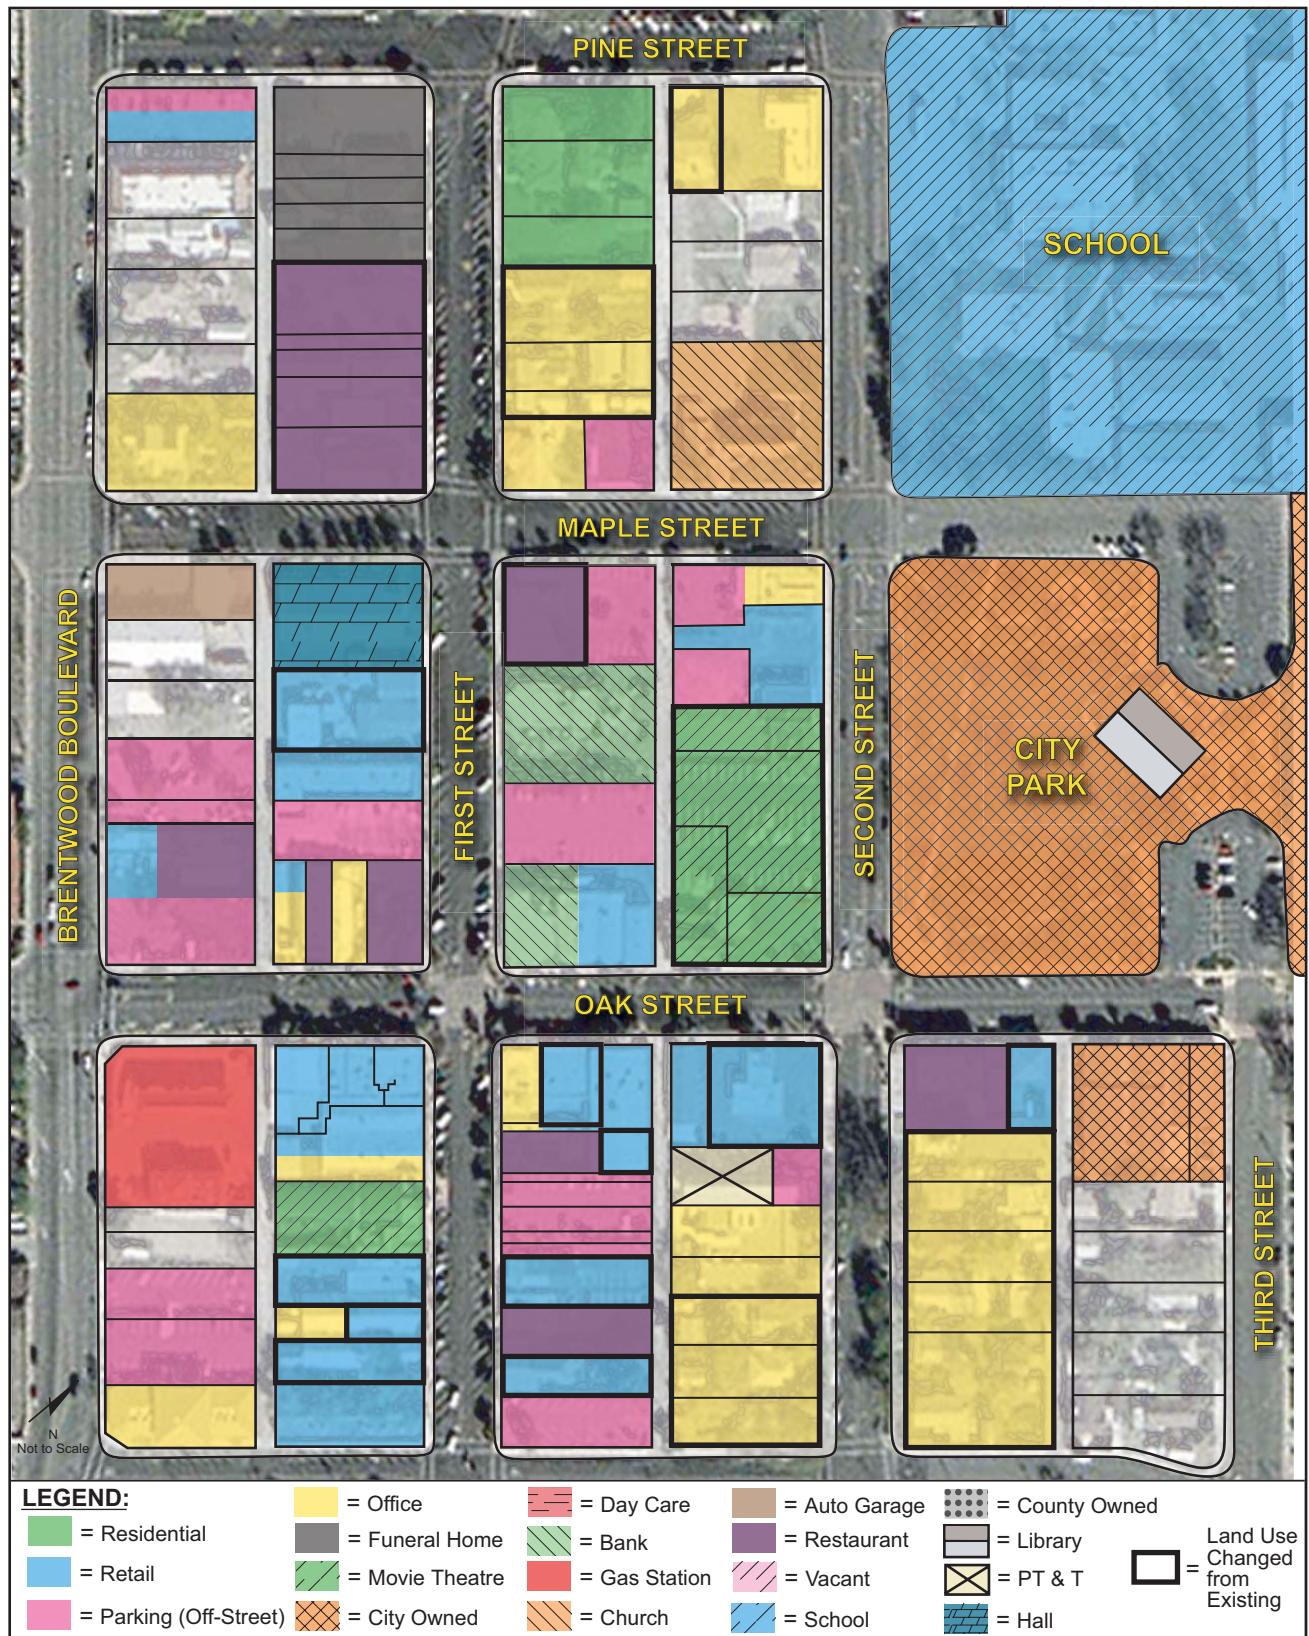 PINE STREET
SCHOOL
MAPLE STREET
BRENTWOOD BOULEVARD
FIRST STREET
SECOND STREET
CITY
PARK
OAK STREET
THIRD STREET
N
Not to Scale
LEGEND:
= Residential
= Retail
= Parking (Off-Street)
= Office
= Funeral Home
= Movie Theatre
= City Owned
= Day Care
= Bank
= Gas Station
= Church
= Auto Garage
= Restaurant
= Vacant
= School
= County Owned
= Library
= PT & T
= Hall
= Land Use
Changed
from
Existing